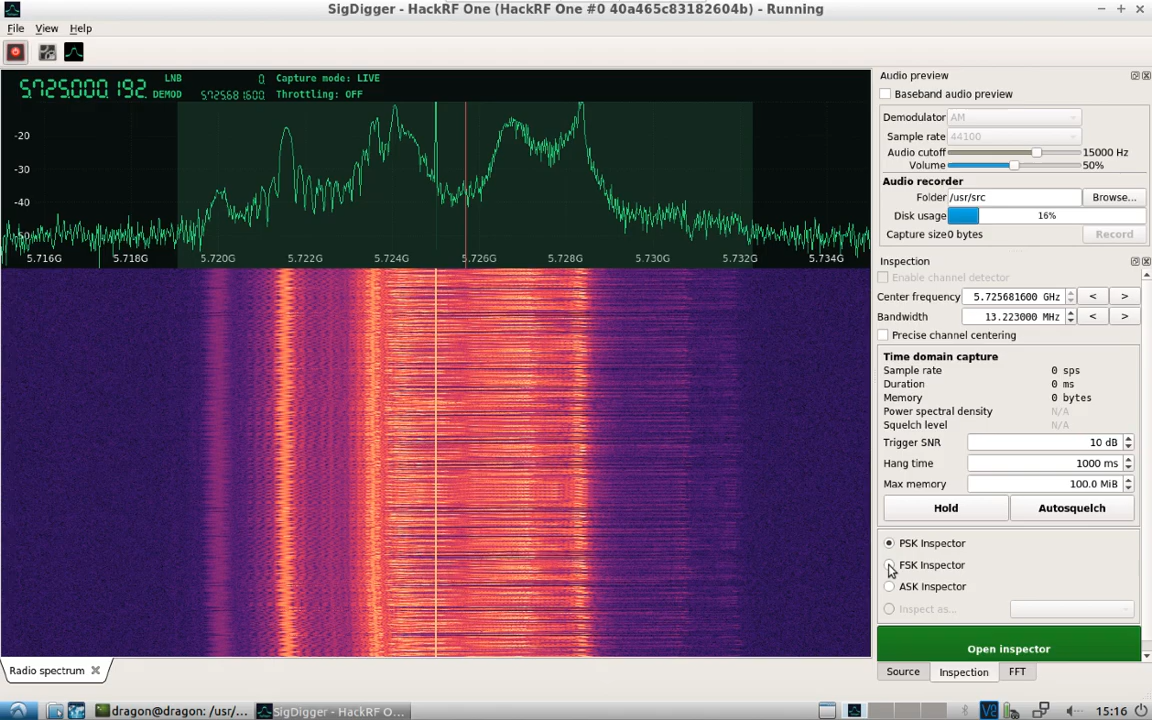 SigDigger - HackRF One (HackRF One #0 40a465c83182604b) - Running
File View Help
5.725.000.192 LNB 0 Capture mode: LIVE
DEMOD 5725681600 Throttling: OFF
-20
-30
-40
5.716G 5.718G 5.720G 5.722G 5.724G 5.726G 5.728G 5.730G 5.732G 5.734G
Radio spectrum
Audio preview
Baseband audio preview
Demodulator AM
Sample rate 44100
Audio cutoff 15000 Hz
Volume 50%
Audio recorder
Folder /usr/src Browse...
Disk usage 16%
Capture size 0 bytes Record
Inspection
Enable channel detector
Center frequency 5.725681600 GHz < >
Bandwidth 13.223000 MHz < >
Precise channel centering
Time domain capture
Sample rate 0 sps
Duration 0 ms
Memory 0 bytes
Power spectral density N/A
Squelch level N/A
Trigger SNR 10 dB
Hang time 1000 ms
Max memory 100.0 MiB
Hold Autosquelch
PSK Inspector
FSK Inspector
ASK Inspector
Inspect as...
Open inspector
Source Inspection FFT
dragon@dragon: /usr/... SigDigger - HackRF O... 15:16